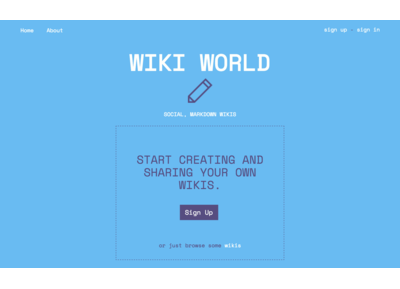 Home About sign up - sign in
WIKI WORLD
SOCIAL, MARKDOWN WIKIS
START CREATING AND
SHARING YOUR OWN
WIKIS.
Sign Up
or just browse some wikis